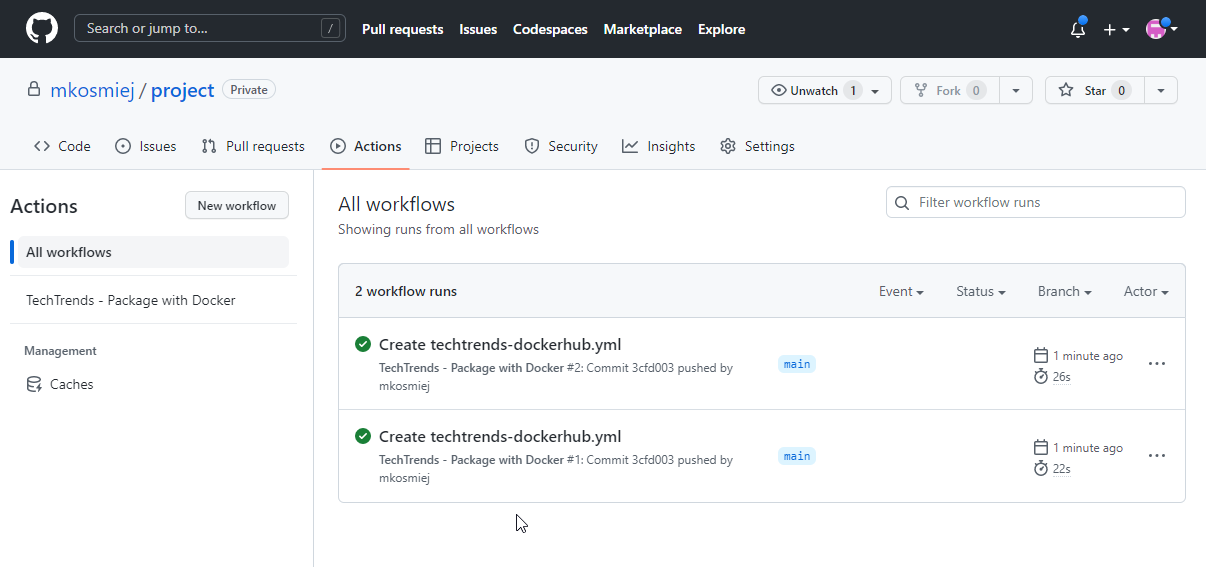 Search or jump to... /
Pull requests Issues Codespaces Marketplace Explore
mkosmiej / project Private
Unwatch 1 Fork 0 Star 0
Code Issues Pull requests Actions Projects Security Insights Settings
Actions
New workflow
All workflows
TechTrends - Package with Docker
Management
Caches
All workflows
Showing runs from all workflows
Filter workflow runs
2 workflow runs
Event Status Branch Actor
Create techtrends-dockerhub.yml
TechTrends - Package with Docker #2: Commit 3cfd003 pushed by
mkosmiej
main
1 minute ago
26s
Create techtrends-dockerhub.yml
TechTrends - Package with Docker #1: Commit 3cfd003 pushed by
mkosmiej
main
1 minute ago
22s